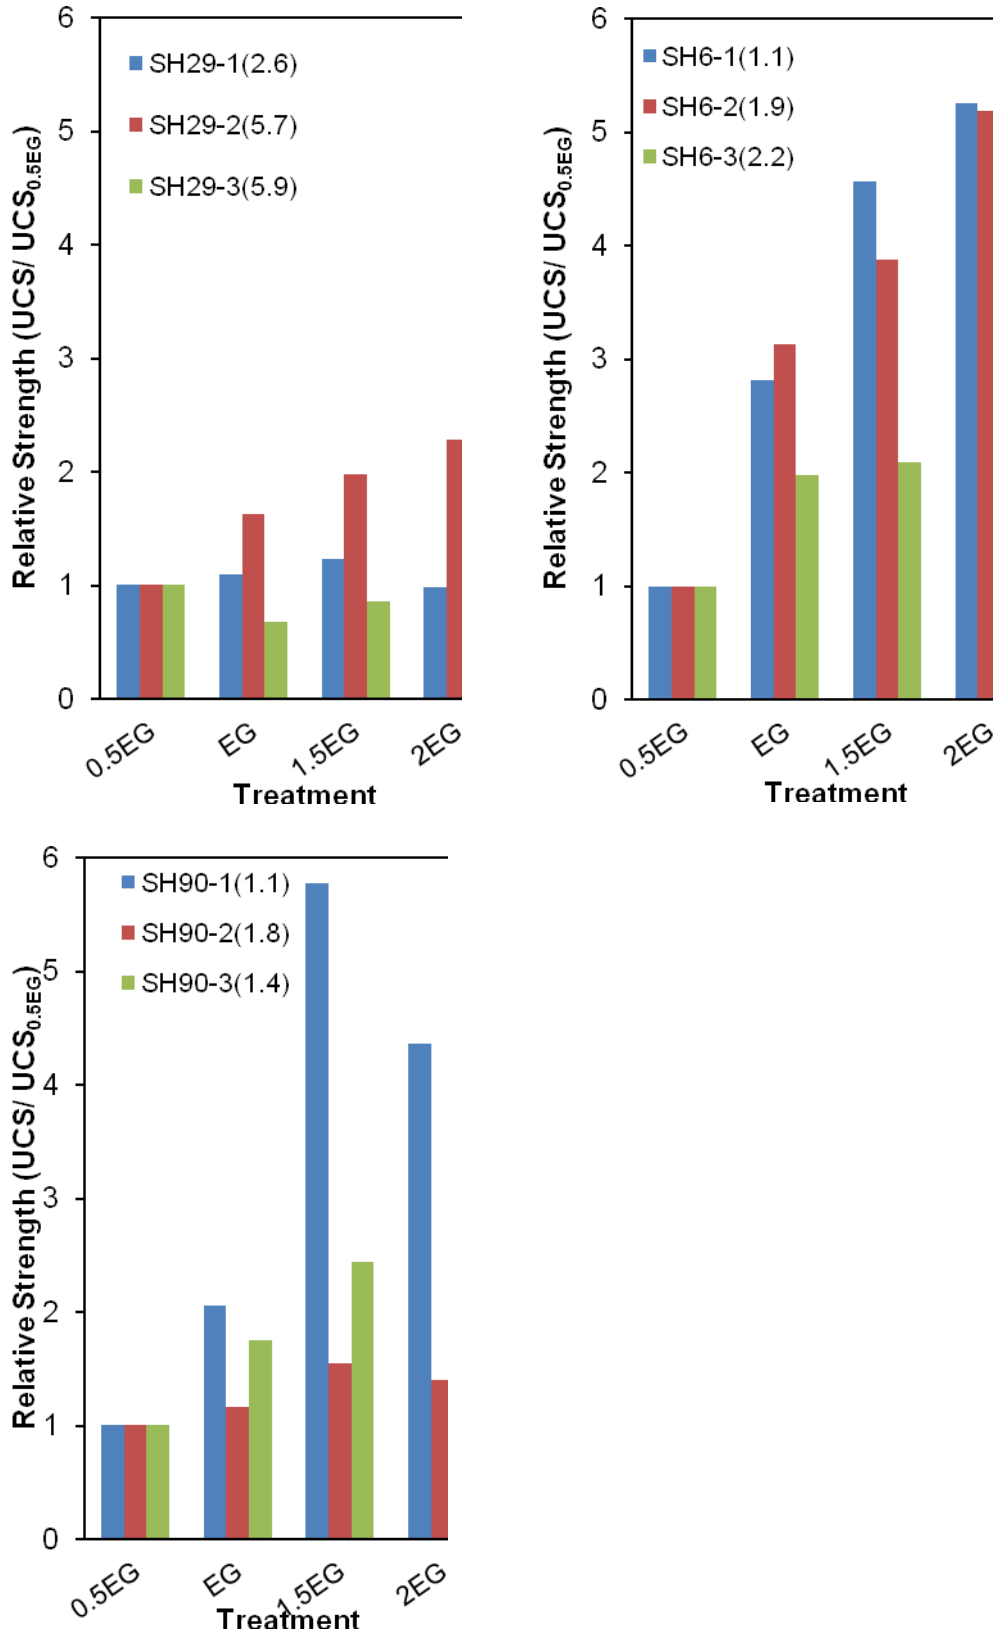 6
5
4
3
2
1
0
Relative Strength (UCS/ UCS0.5EG)
SH29-1(2.6)
SH29-2(5.7)
SH29-3(5.9)
0.5EG
EG
1.5EG
2EG
Treatment
6
5
4
3
2
1
0
Relative Strength (UCS/ UCS0.5EG)
SH6-1(1.1)
SH6-2(1.9)
SH6-3(2.2)
0.5EG
EG
1.5EG
2EG
Treatment
6
5
4
3
2
1
0
Relative Strength (UCS/ UCS0.5EG)
SH90-1(1.1)
SH90-2(1.8)
SH90-3(1.4)
0.5EG
EG
1.5EG
2EG
Treatment